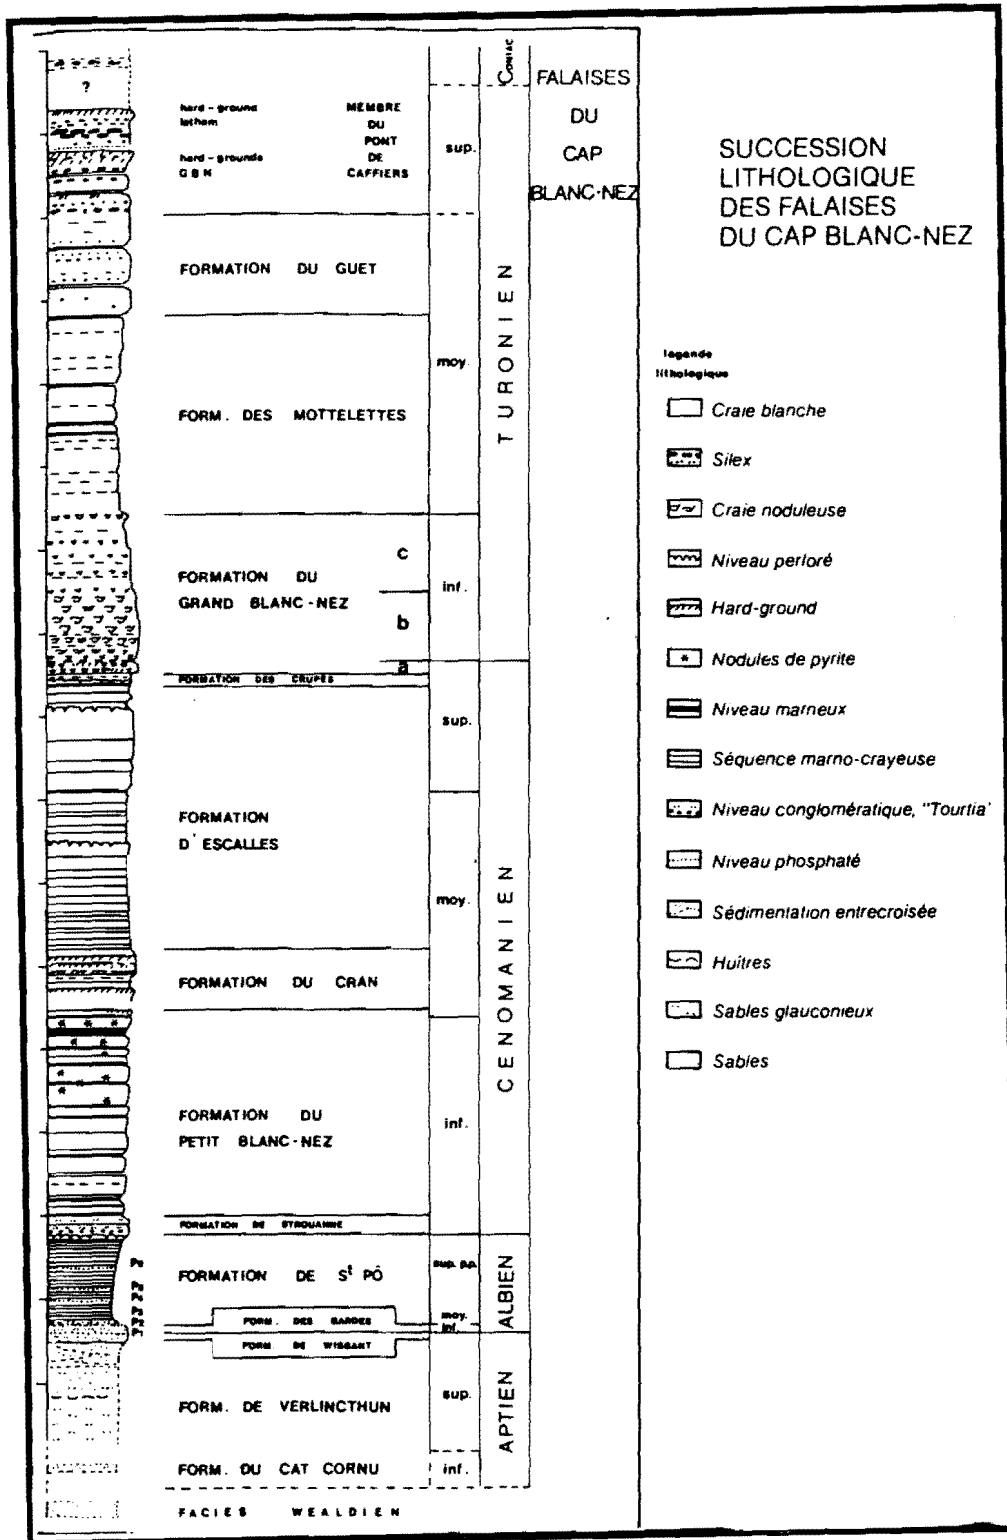 CONIAC
FALAISES
DU
CAP
BLANC-NEZ
?
hard-ground
lathem
hard-grounds
G B N
MEMBRE
DU
PONT
DE
CAFFIERS
sup.
SUCCESSION
LITHOLOGIQUE
DES FALAISES
DU CAP BLANC-NEZ
FORMATION DU GUET
TURONIEN
moy.
FORM. DES MOTTELETTES
c
FORMATION DU
GRAND BLANC-NEZ
inf.
b
a
FORMATION DES CRUPES
sup.
FORMATION
D'ESCALLES
moy.
CENOMANIEN
FORMATION DU CRAN
FORMATION DU
PETIT BLANC-NEZ
inf.
FORMATION DE STROUANNE
sup. p.p.
FORMATION DE St PÔ
ALBIEN
FORM. DES GARDES
moy.
inf.
FORM. DE WISSANT
sup.
FORM. DE VERLINCTHUN
APTIEN
FORM. DU CAT CORNU
inf.
FACIES WEALDIEN
legende
lithologique
Craie blanche
Silex
Craie noduleuse
Niveau perloré
Hard-ground
Nodules de pyrite
Niveau marneux
Séquence marno-crayeuse
Niveau conglomératique, "Tourtia'
Niveau phosphaté
Sédimentation entrecroisée
Huîtres
Sables glauconieux
Sables